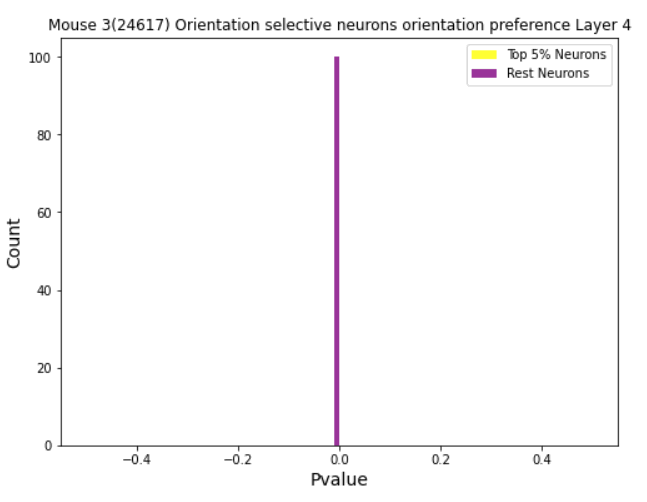 Mouse 3(24617) Orientation selective neurons orientation preference Layer 4
Top 5% Neurons
Rest Neurons
Count
100
80
60
40
20
0
−0.4
−0.2
0.0
0.2
0.4
Pvalue